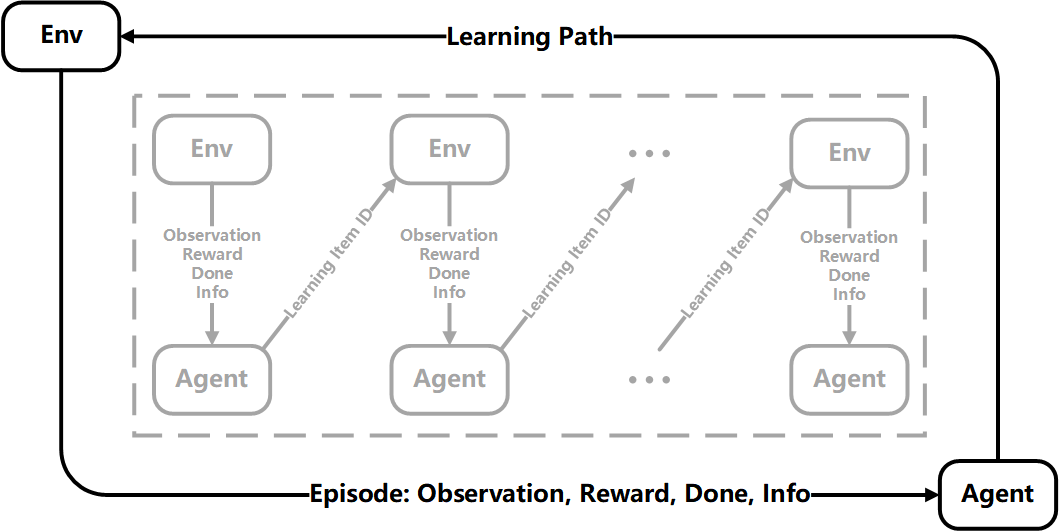 Env
Learning Path
Env
Env
• • •
Env
Observation
Reward
Done
Info
Learning Item ID
Observation
Reward
Done
Info
Learning Item ID
Learning Item ID
Observation
Reward
Done
Info
Agent
Agent
• • •
Agent
Episode: Observation, Reward, Done, Info
Agent